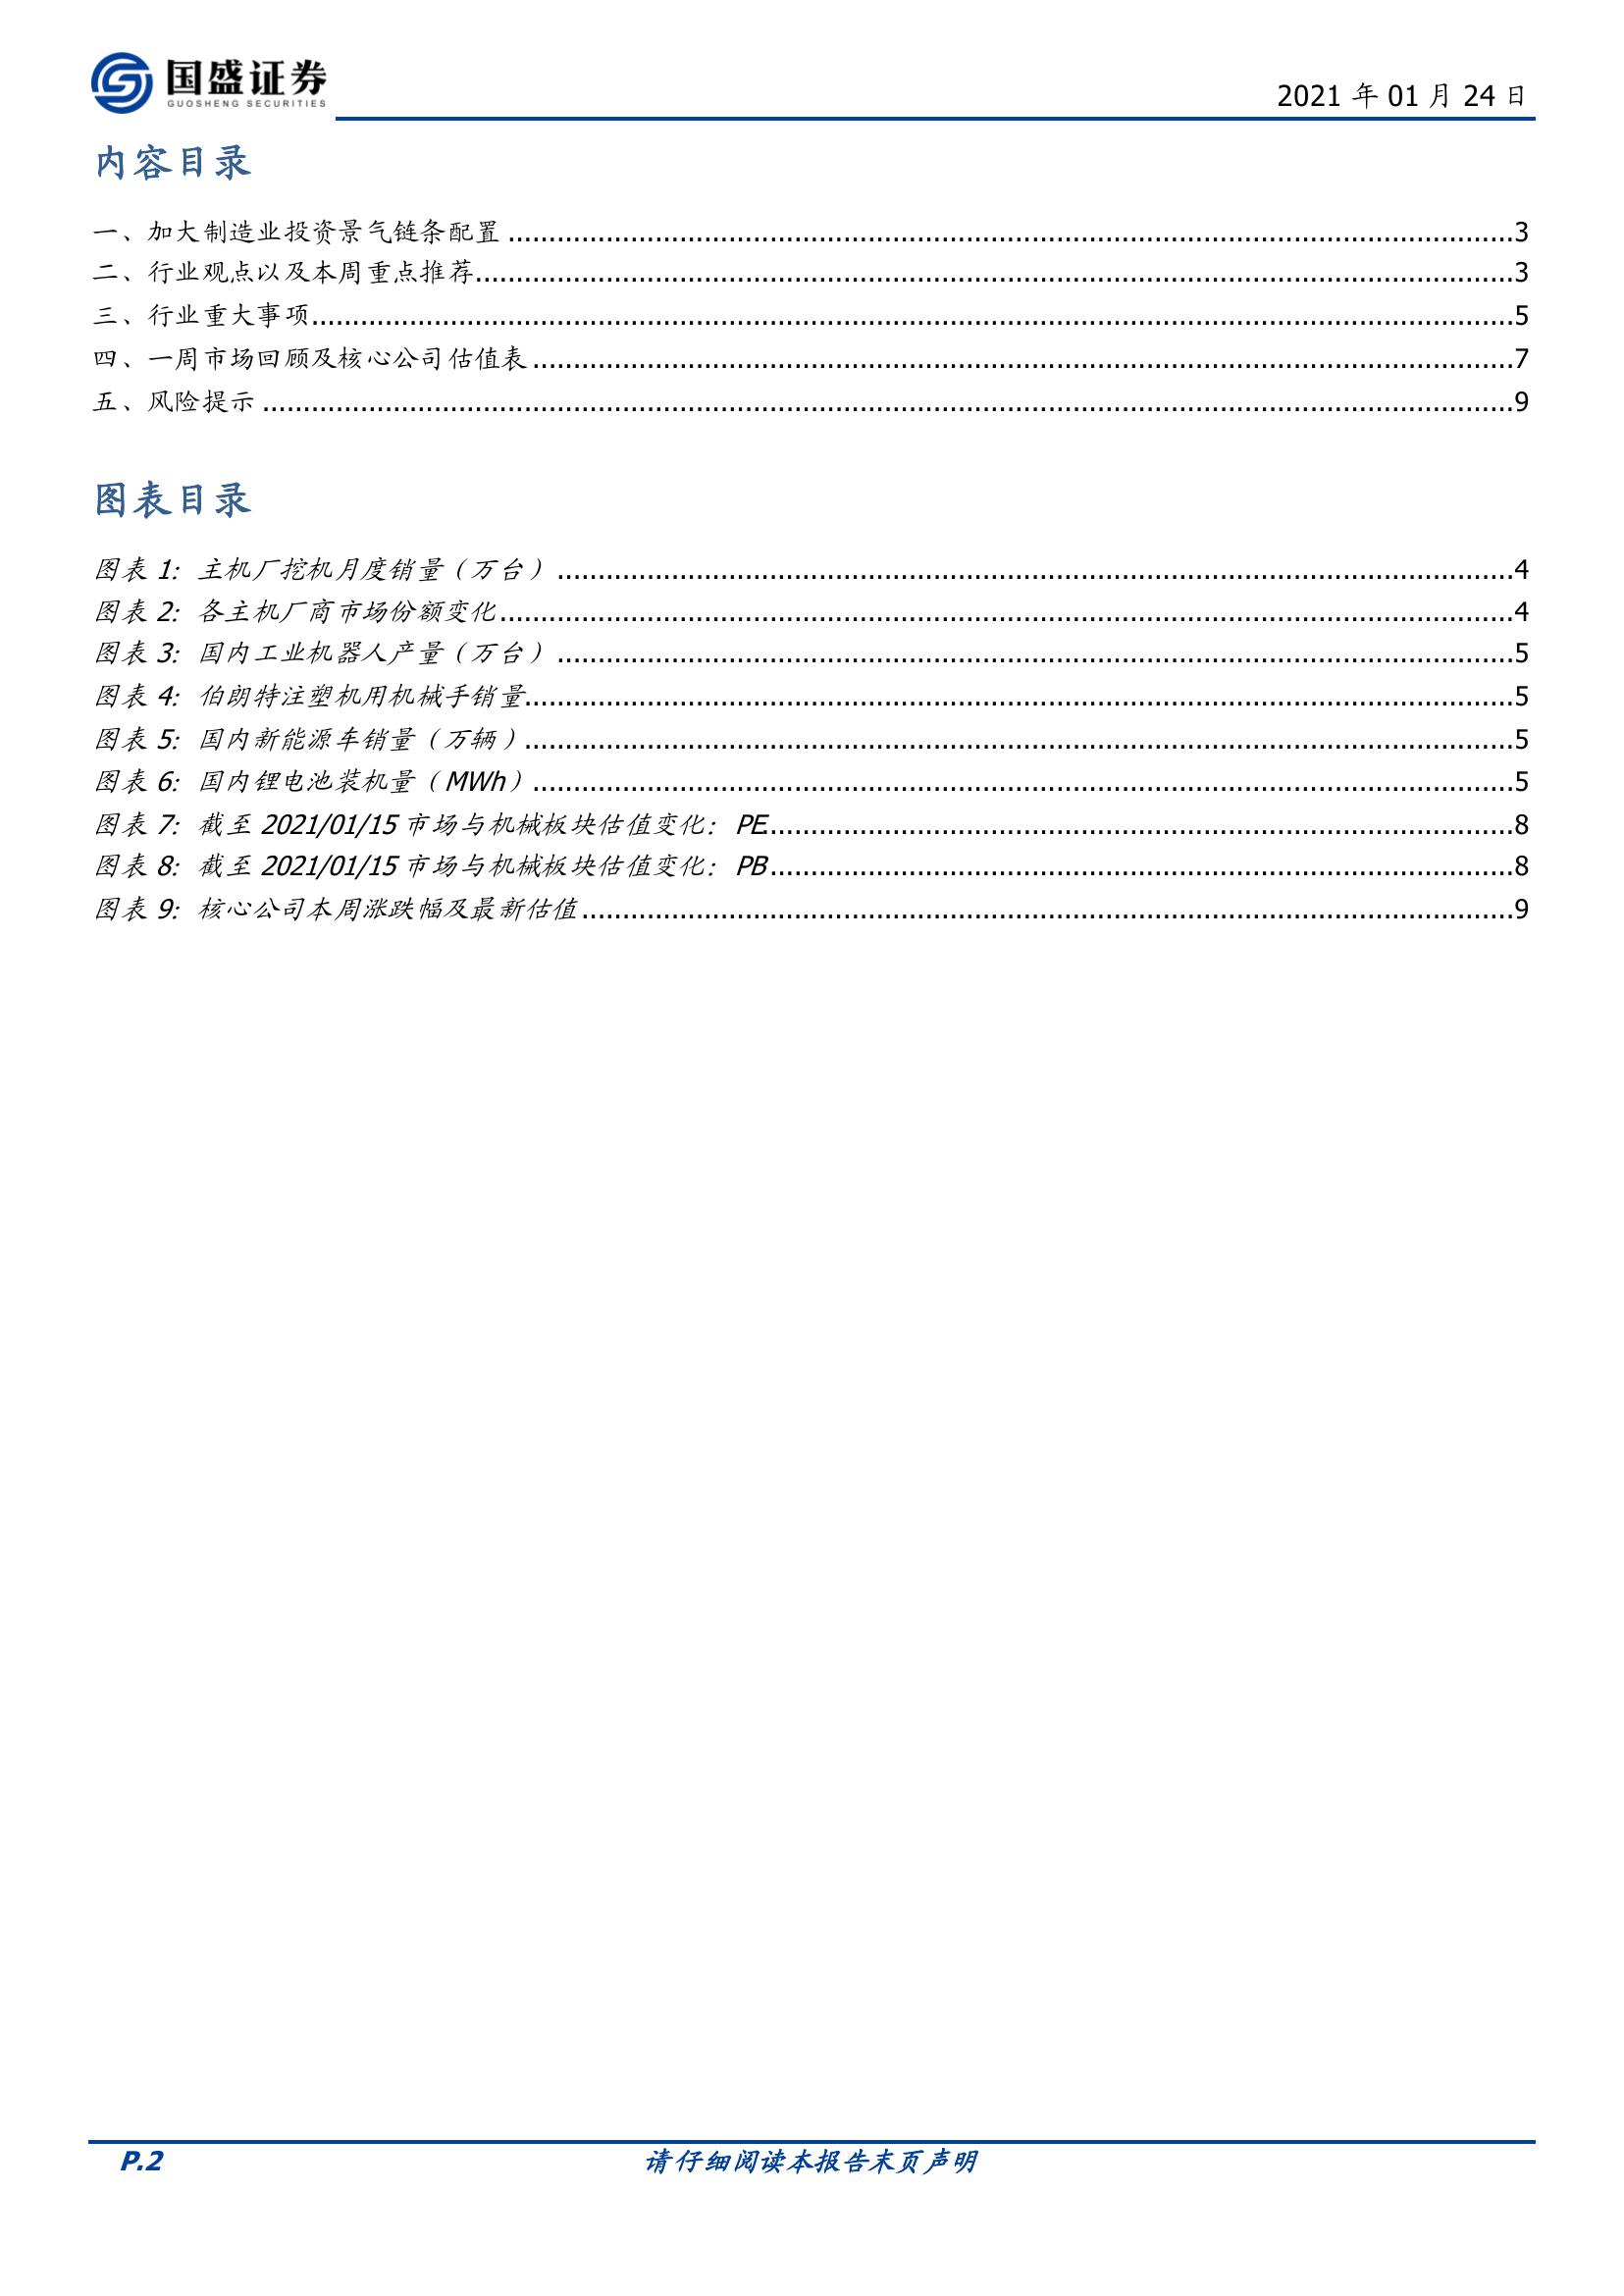 国盛证券
GUOSHENG SECURITIES
2021 年 01 月 24 日
内容目录
一、加大制造业投资景气链条配置 ........................................ 3
二、行业观点以及本周重点推荐 ........................................ 3
三、行业重大事项 ........................................ 5
四、一周市场回顾及核心公司估值表 ........................................ 7
五、风险提示 ........................................ 9
图表目录
图表 1: 主机厂挖机月度销量（万台） ........................................ 4
图表 2: 各主机厂商市场份额变化 ........................................ 4
图表 3: 国内工业机器人产量（万台） ........................................ 5
图表 4: 伯朗特注塑机用机械手销量 ........................................ 5
图表 5: 国内新能源车销量（万辆） ........................................ 5
图表 6: 国内锂电池装机量（MWh） ........................................ 5
图表 7: 截至 2021/01/15 市场与机械板块估值变化：PE ........................................ 8
图表 8: 截至 2021/01/15 市场与机械板块估值变化：PB ........................................ 8
图表 9: 核心公司本周涨跌幅及最新估值 ........................................ 9
P.2
请仔细阅读本报告末页声明